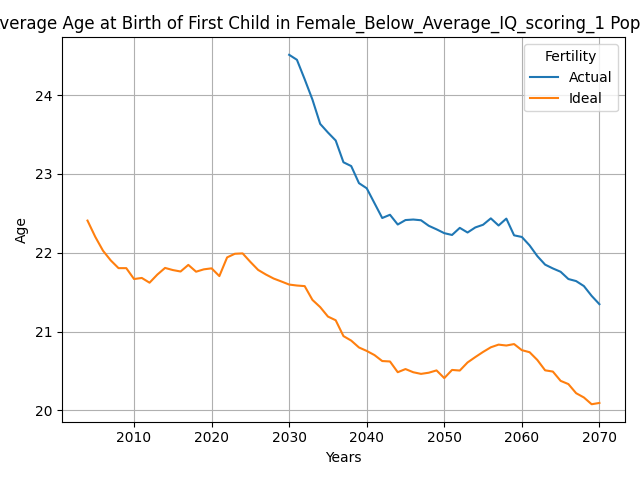 verage Age at Birth of First Child in Female_Below_Average_IQ_scoring_1 Pop
Fertility
Actual
Ideal
Age
24
23
22
21
20
2010 2020 2030 2040 2050 2060 2070
Years